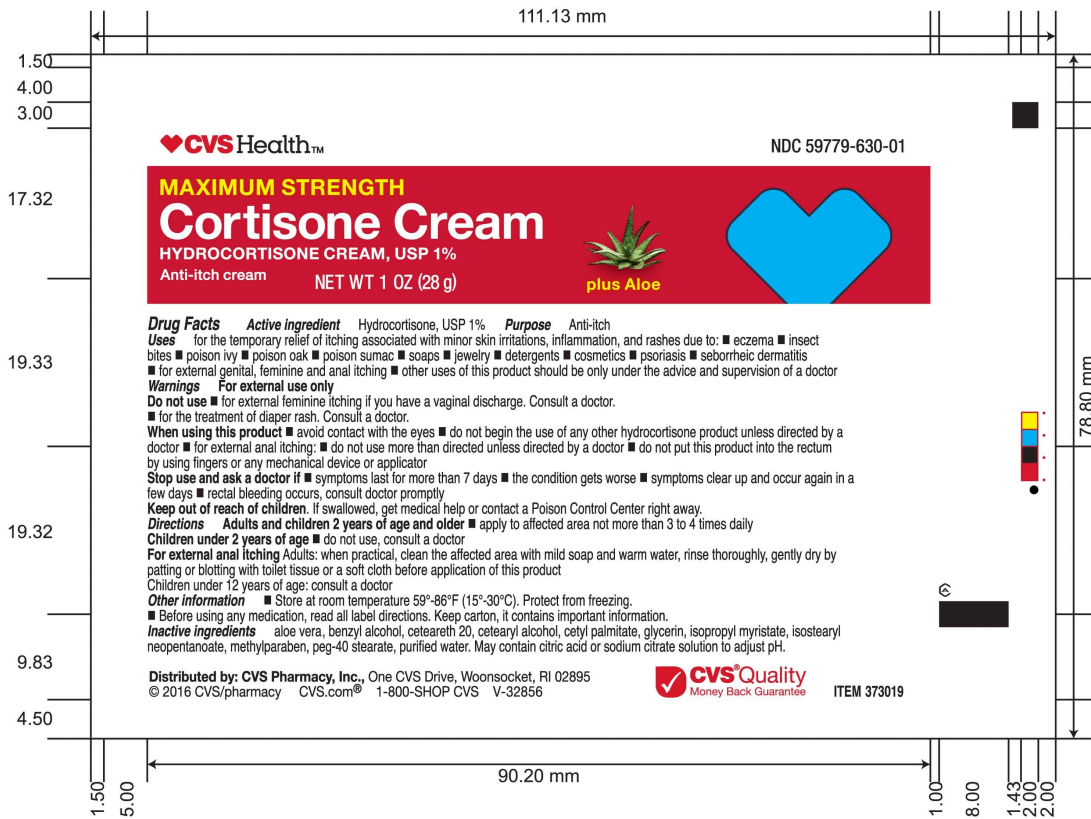 111.13 mm
1.50
4.00
3.00
17.32
19.33
19.32
9.83
4.50
CVS Health™
NDC 59779-630-01
MAXIMUM STRENGTH
Cortisone Cream
HYDROCORTISONE CREAM, USP 1%
Anti-itch cream NET WT 1 OZ (28 g)
plus Aloe
Drug Facts Active ingredient Hydrocortisone, USP 1% Purpose Anti-itch
Uses for the temporary relief of itching associated with minor skin irritations, inflammation, and rashes due to: ■ eczema ■ insect
bites ■ poison ivy ■ poison oak ■ poison sumac ■ soaps ■ jewelry ■ detergents ■ cosmetics ■ psoriasis ■ seborrheic dermatitis
■ for external genital, feminine and anal itching ■ other uses of this product should be only under the advice and supervision of a doctor
Warnings For external use only
Do not use ■ for external feminine itching if you have a vaginal discharge. Consult a doctor.
■ for the treatment of diaper rash. Consult a doctor.
When using this product ■ avoid contact with the eyes ■ do not begin the use of any other hydrocortisone product unless directed by a
doctor ■ for external anal itching: ■ do not use more than directed unless directed by a doctor ■ do not put this product into the rectum
by using fingers or any mechanical device or applicator
Stop use and ask a doctor if ■ symptoms last for more than 7 days ■ the condition gets worse ■ symptoms clear up and occur again in a
few days ■ rectal bleeding occurs, consult doctor promptly
Keep out of reach of children. If swallowed, get medical help or contact a Poison Control Center right away.
Directions Adults and children 2 years of age and older ■ apply to affected area not more than 3 to 4 times daily
Children under 2 years of age ■ do not use, consult a doctor
For external anal itching Adults: when practical, clean the affected area with mild soap and warm water, rinse thoroughly, gently dry by
patting or blotting with toilet tissue or a soft cloth before application of this product
Children under 12 years of age: consult a doctor
Other information ■ Store at room temperature 59°-86°F (15°-30°C). Protect from freezing.
■ Before using any medication, read all label directions. Keep carton, it contains important information.
Inactive ingredients aloe vera, benzyl alcohol, ceteareth 20, cetearyl alcohol, cetyl palmitate, glycerin, isopropyl myristate, isostearyl
neopentanoate, methylparaben, peg-40 stearate, purified water. May contain citric acid or sodium citrate solution to adjust pH.
Distributed by: CVS Pharmacy, Inc., One CVS Drive, Woonsocket, RI 02895
© 2016 CVS/pharmacy CVS.com® 1-800-SHOP CVS V-32856
CVS® Quality
Money Back Guarantee
ITEM 373019
78.80 mm
90.20 mm
1.50
5.00
1.00
8.00
1.43
2.00
2.00